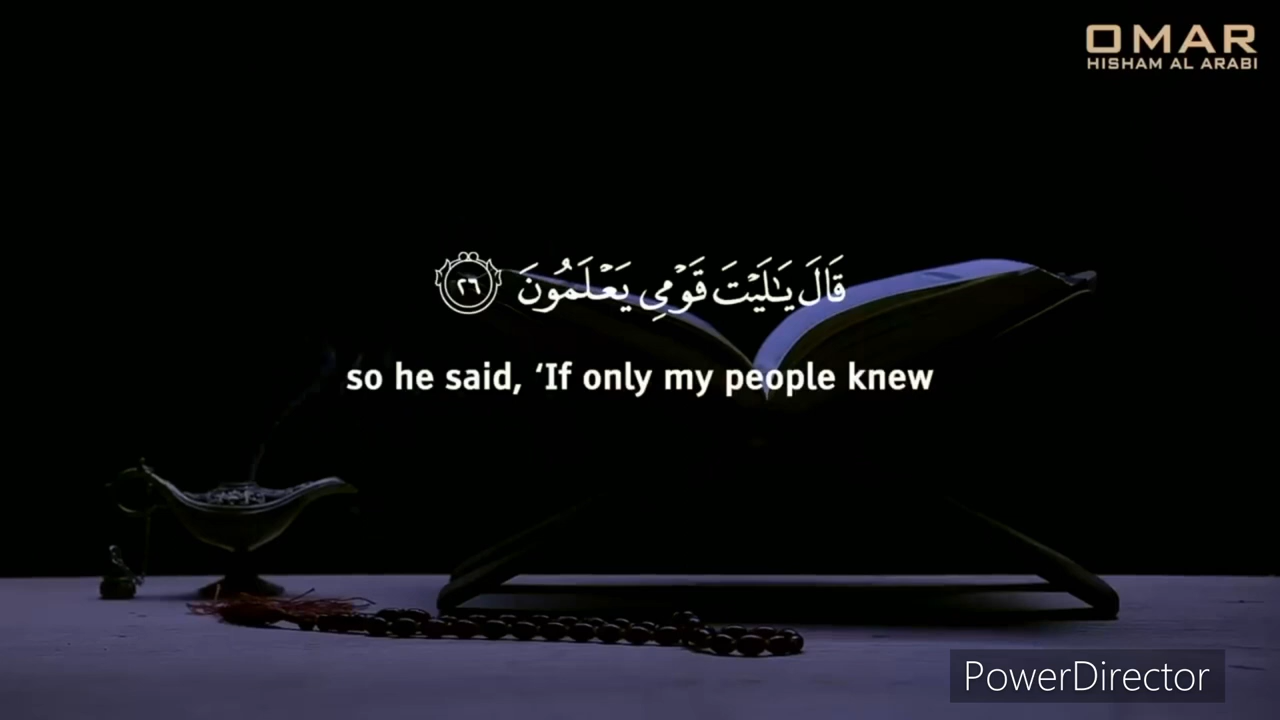 OMAR
HISHAM AL ARABI
قَالَ يَـٰلَيْتَ قَوْمِى يَعْلَمُونَ ٢٦
so he said, ‘If only my people knew
PowerDirector